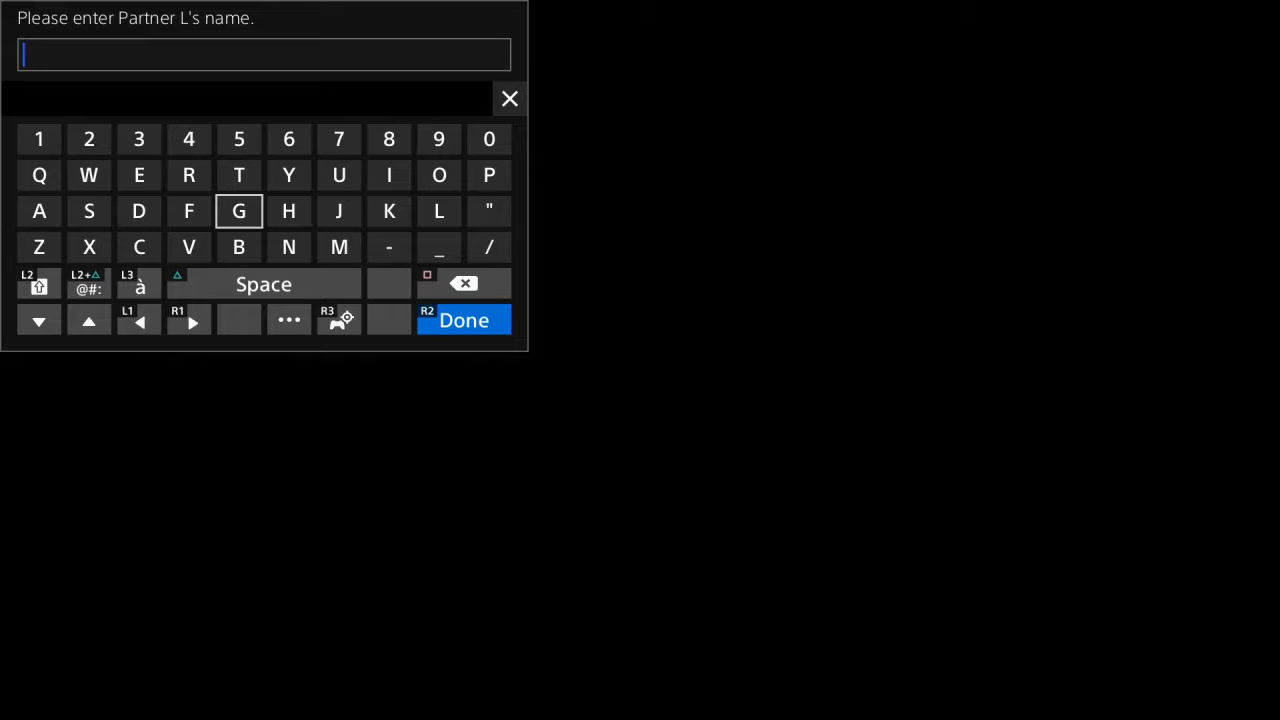 Please enter Partner L's name.
1 2 3 4 5 6 7 8 9 0
Q W E R T Y U I O P
A S D F G H J K L "
Z X C V B N M - _ /
L2 L2+△ @#: L3 à △ Space □
L1 R1 ... R3 R2 Done